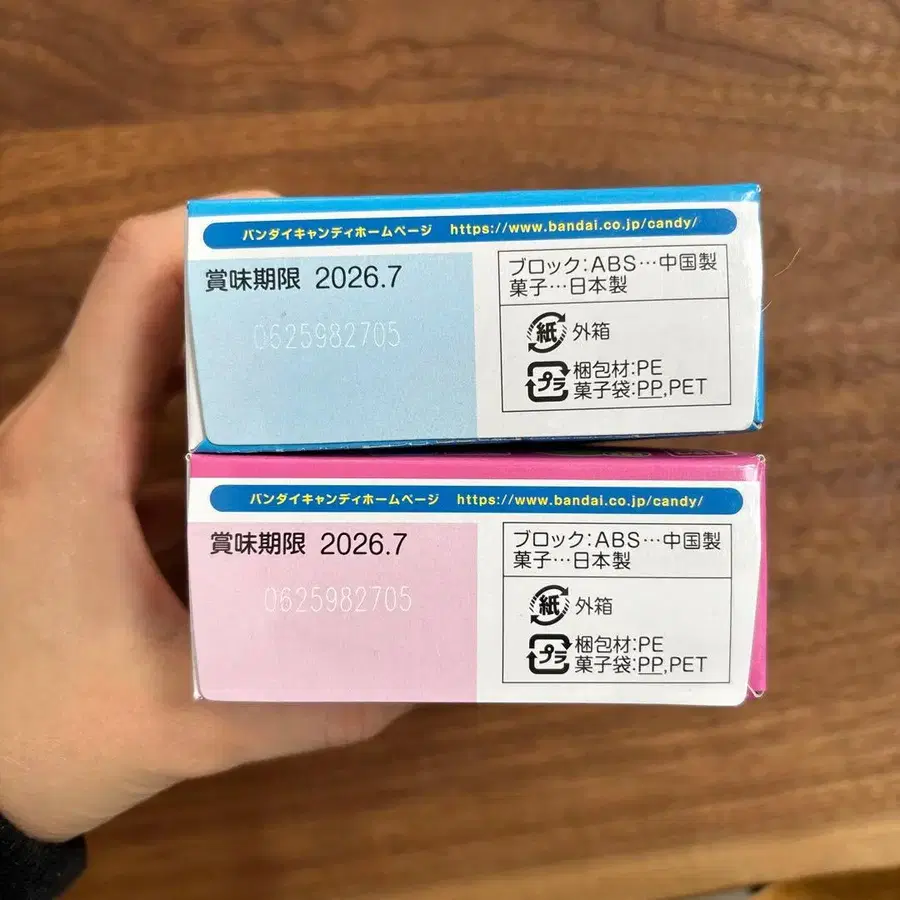 バンダイキャンディホームページ https://www.bandai.co.jp/candy/
賞味期限 2026.7
0625982705
ブロック:ABS…中国製
菓子…日本製
紙 外箱
プラ 梱包材:PE
菓子袋:PP,PET
バンダイキャンディホームページ https://www.bandai.co.jp/candy/
賞味期限 2026.7
0625982705
ブロック:ABS…中国製
菓子…日本製
紙 外箱
プラ 梱包材:PE
菓子袋:PP,PET